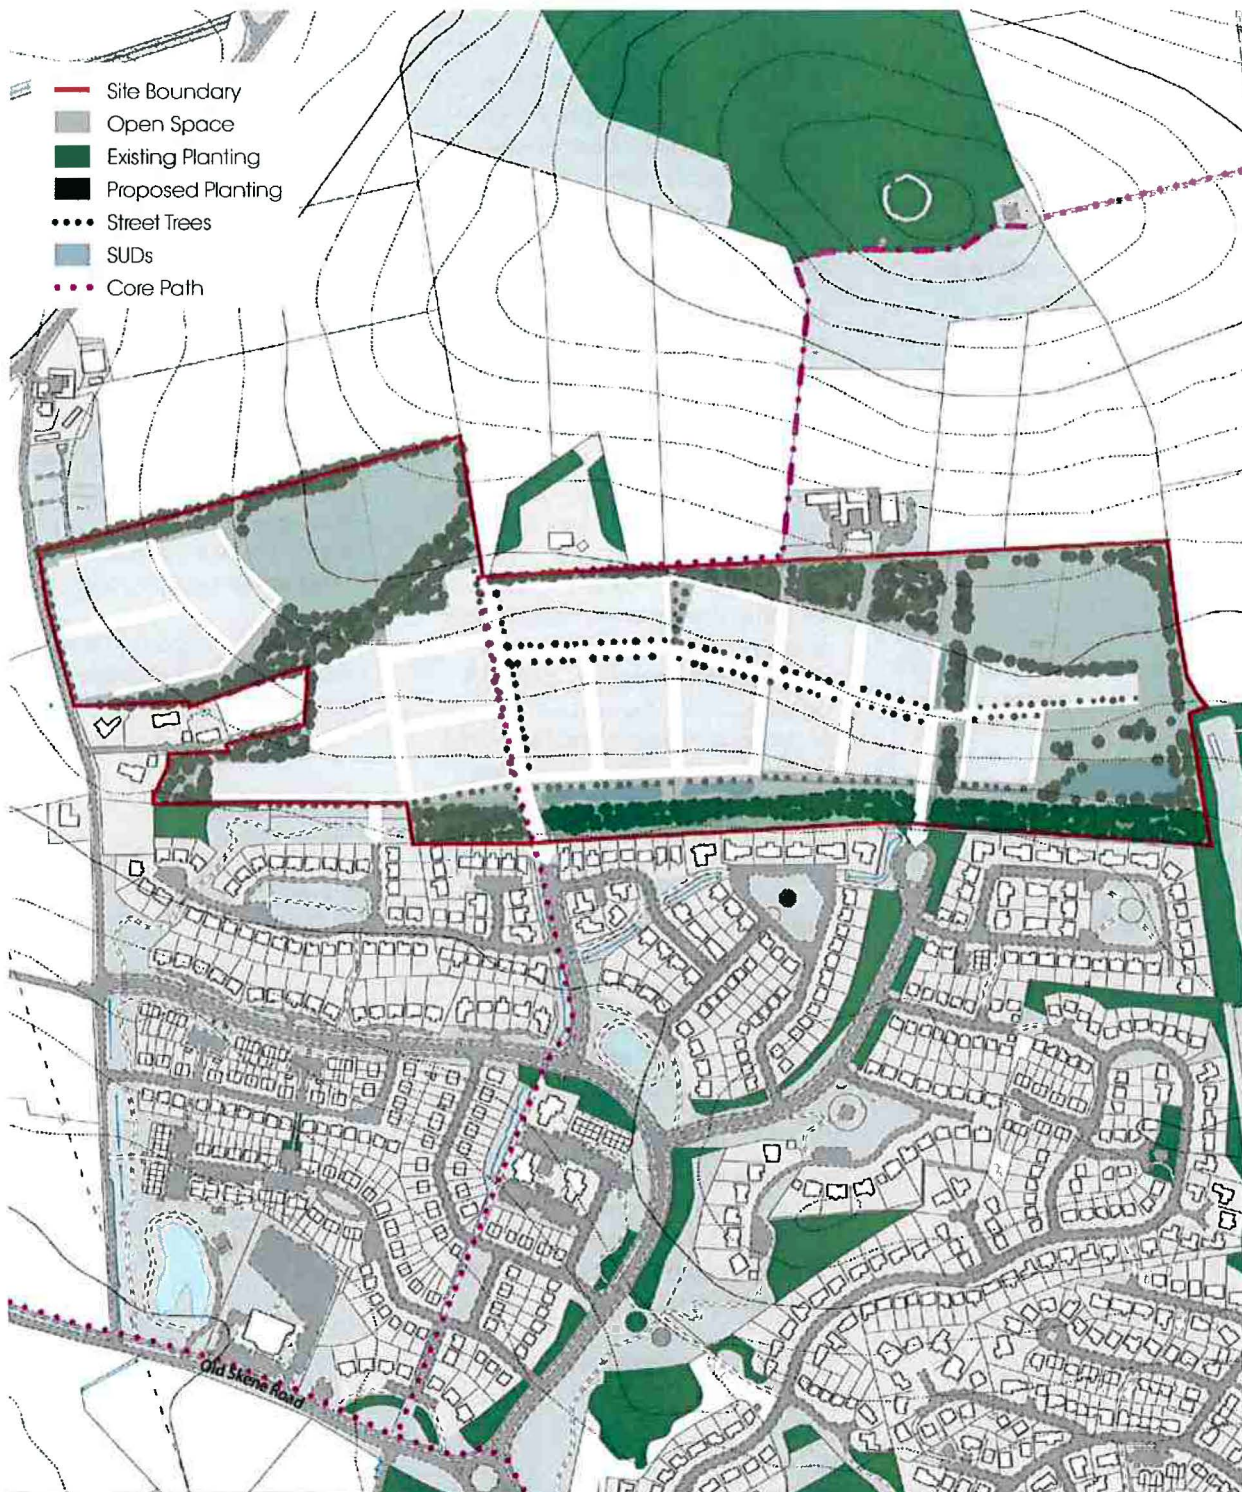 Site Boundary
Open Space
Existing Planting
Proposed Planting
Street Trees
SUDs
Core Path
Old Skene Road